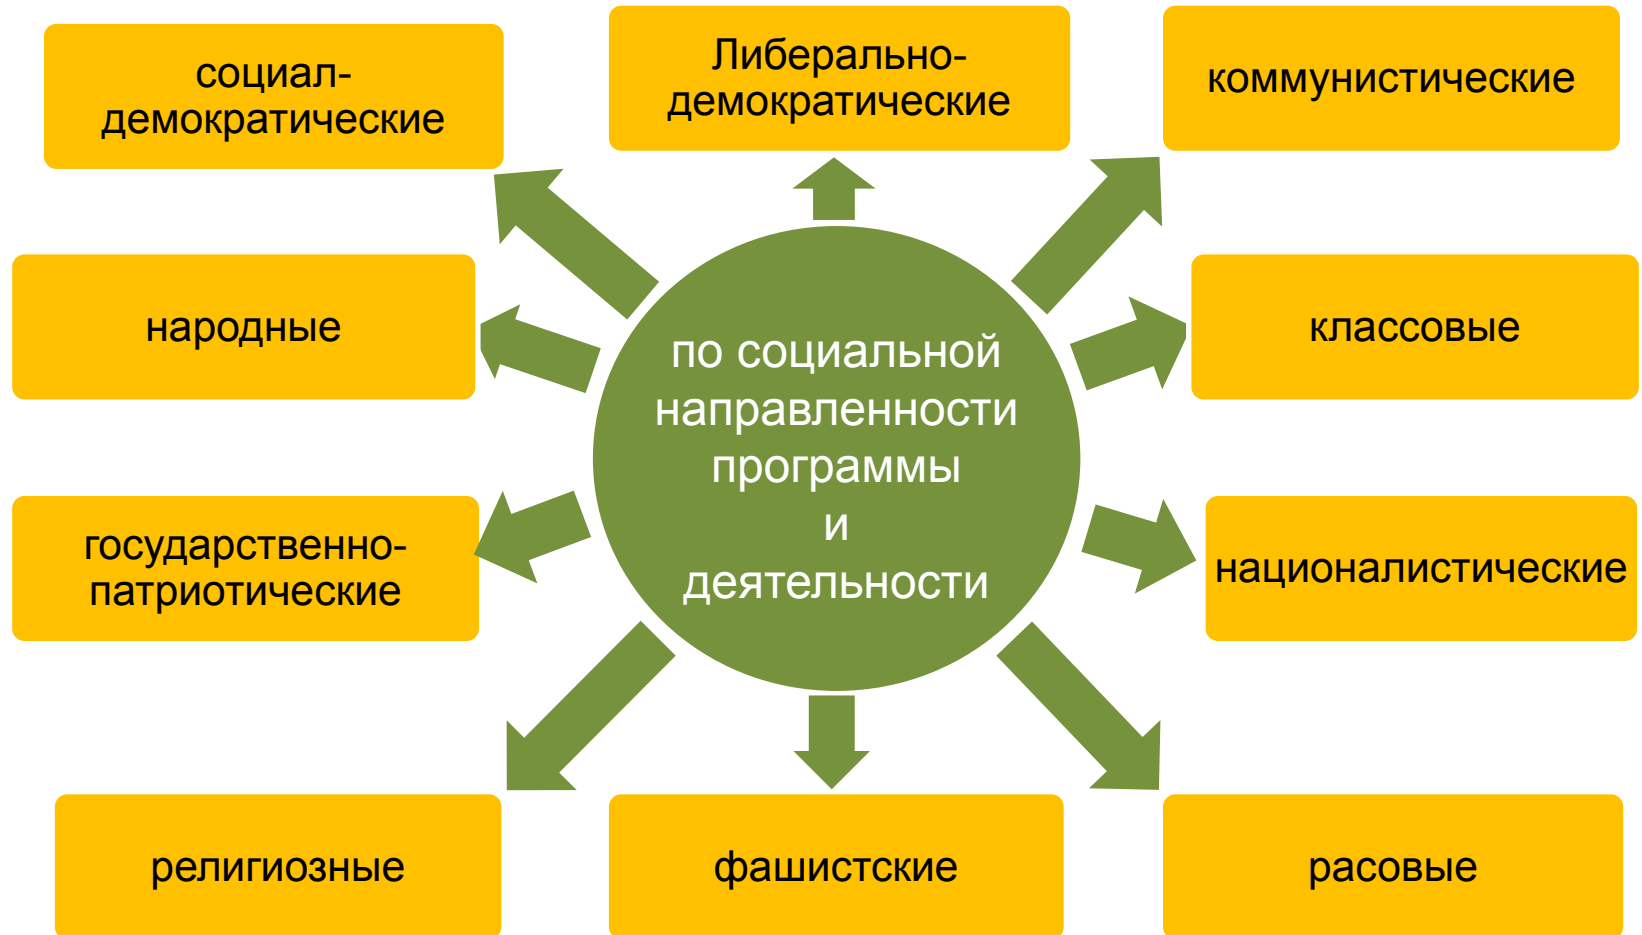 социал-
демократические
Либерально-
демократические
коммунистические
народные
классовые
по социальной
направленности
программы
и
деятельности
государственно-
патриотические
националистические
религиозные
фашистские
расовые